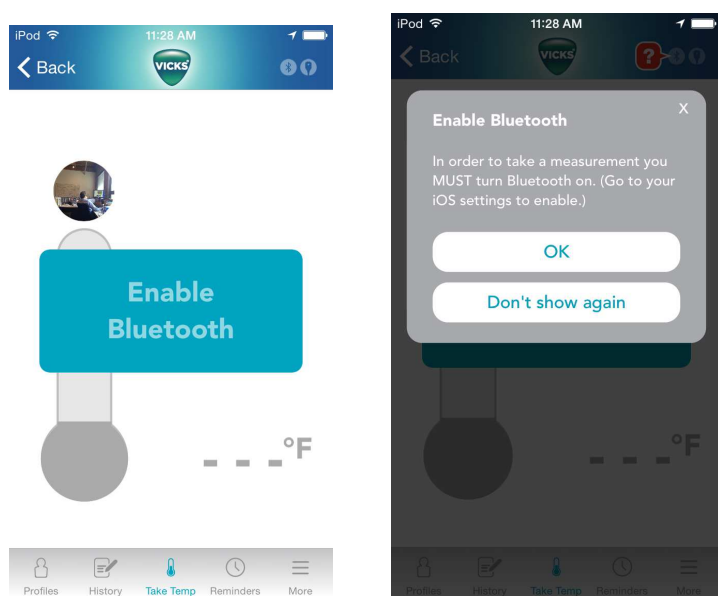 iPod 11:28 AM
Back VICKS
Enable
Bluetooth
_ _ _°F
Profiles History Take Temp Reminders More
iPod 11:28 AM
Back VICKS ?
Enable Bluetooth X
In order to take a measurement you
MUST turn Bluetooth on. (Go to your
iOS settings to enable.)
OK
Don't show again
_ _ _°F
Profiles History Take Temp Reminders More